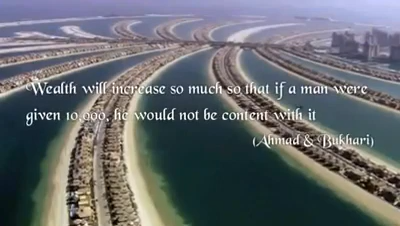 Wealth will increase so much so that if a man were
given 10,000, he would not be content with it
(Ahmad & Bukhari)